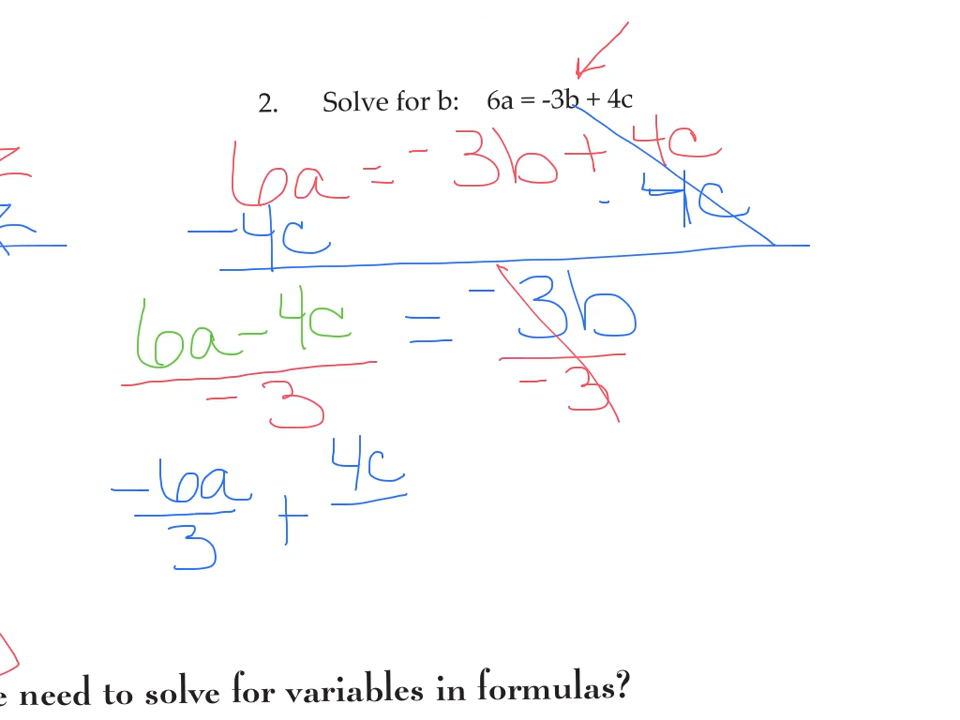 2. Solve for b: 6a = -3b + 4c
6a = -3b + 4c
-4c - 4c
6a - 4c = -3b
-3 -3
-6a + 4c
3
need to solve for variables in formulas?